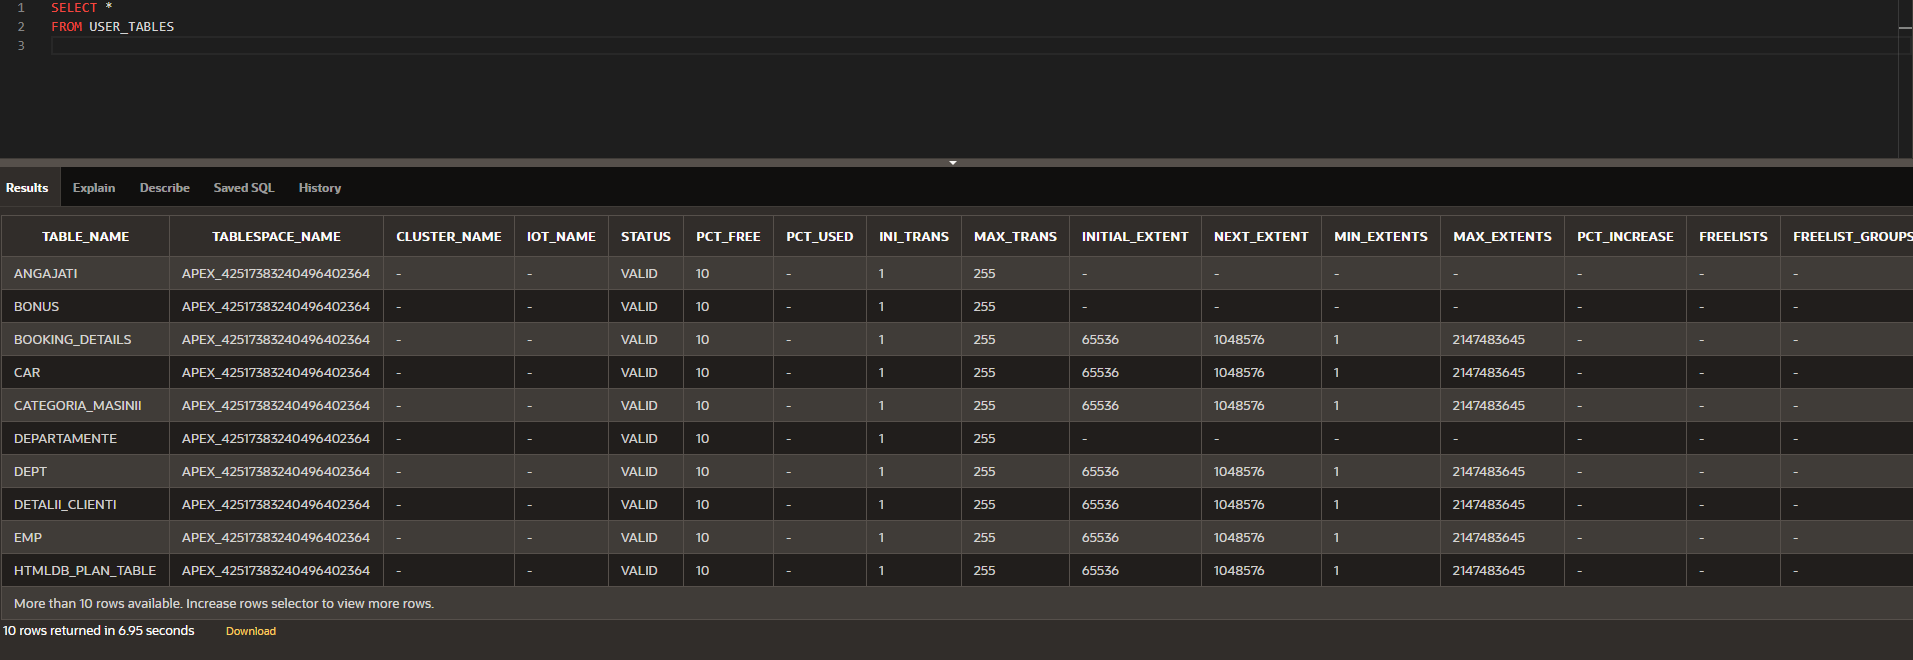 1 SELECT *
2 FROM USER_TABLES
3
Results Explain Describe Saved SQL History
TABLE_NAME TABLESPACE_NAME CLUSTER_NAME IOT_NAME STATUS PCT_FREE PCT_USED INI_TRANS MAX_TRANS INITIAL_EXTENT NEXT_EXTENT MIN_EXTENTS MAX_EXTENTS PCT_INCREASE FREELISTS FREELIST_GROUPS
ANGAJATI APEX_42517383240496402364 - - VALID 10 - 1 255 - - - - - - -
BONUS APEX_42517383240496402364 - - VALID 10 - 1 255 - - - - - - -
BOOKING_DETAILS APEX_42517383240496402364 - - VALID 10 - 1 255 65536 1048576 1 2147483645 - - -
CAR APEX_42517383240496402364 - - VALID 10 - 1 255 65536 1048576 1 2147483645 - - -
CATEGORIA_MASINII APEX_42517383240496402364 - - VALID 10 - 1 255 65536 1048576 1 2147483645 - - -
DEPARTAMENTE APEX_42517383240496402364 - - VALID 10 - 1 255 - - - - - - -
DEPT APEX_42517383240496402364 - - VALID 10 - 1 255 65536 1048576 1 2147483645 - - -
DETALII_CLIENTI APEX_42517383240496402364 - - VALID 10 - 1 255 65536 1048576 1 2147483645 - - -
EMP APEX_42517383240496402364 - - VALID 10 - 1 255 65536 1048576 1 2147483645 - - -
HTMLDB_PLAN_TABLE APEX_42517383240496402364 - - VALID 10 - 1 255 65536 1048576 1 2147483645 - - -
More than 10 rows available. Increase rows selector to view more rows.
10 rows returned in 6.95 seconds Download